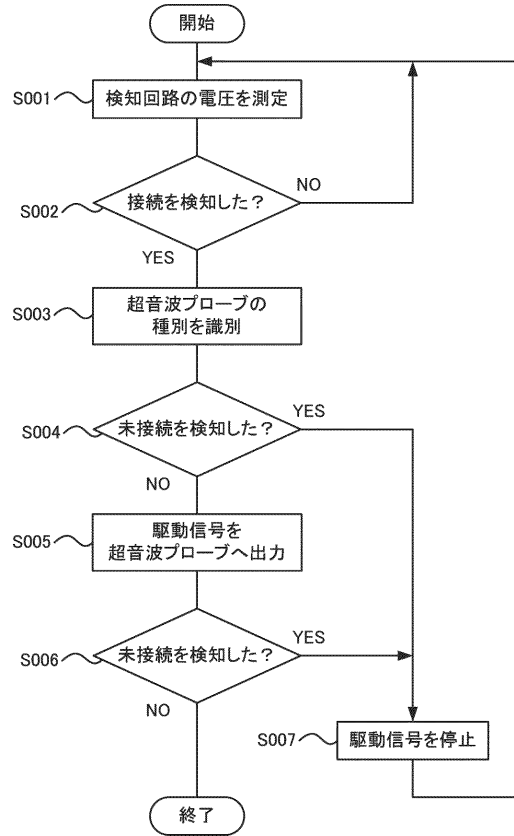 開始
S001
検知回路の電圧を測定
S002
接続を検知した？
NO
YES
S003
超音波プローブの
種別を識別
S004
未接続を検知した？
YES
NO
S005
駆動信号を
超音波プローブへ出力
S006
未接続を検知した？
YES
NO
S007
駆動信号を停止
終了